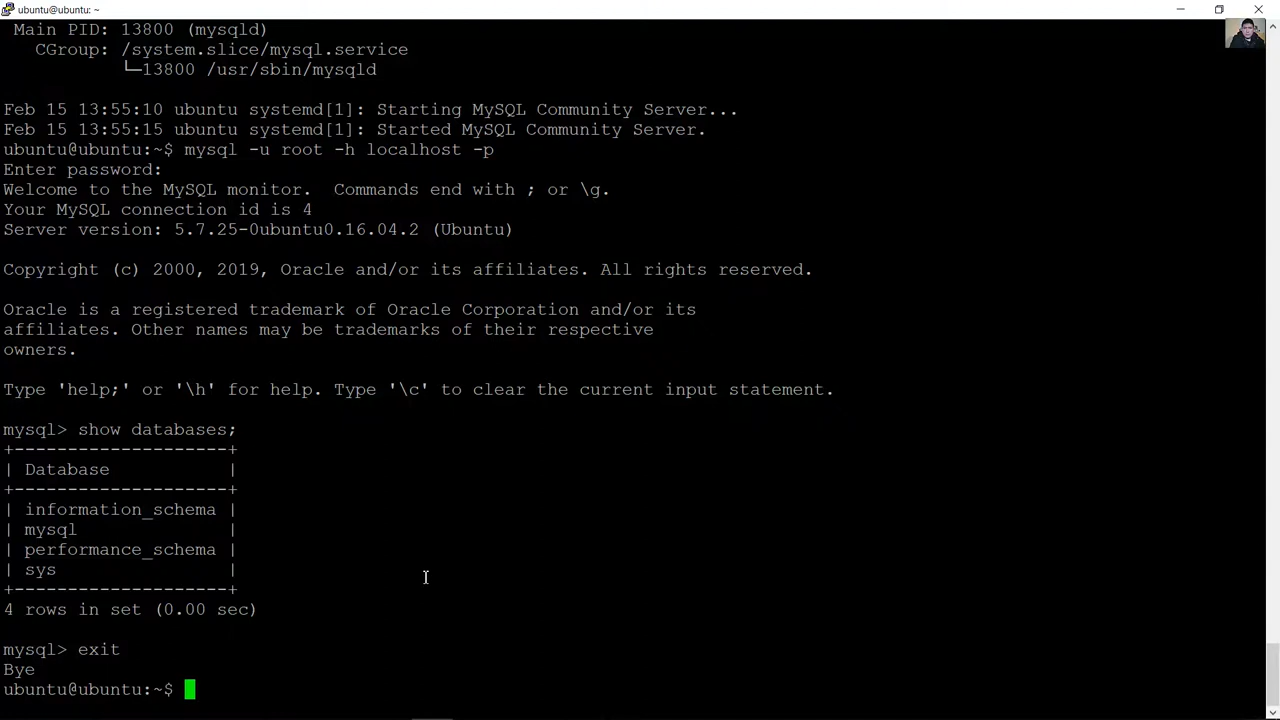 ubuntu@ubuntu: ~
Main PID: 13800 (mysqld)
CGroup: /system.slice/mysql.service
└─13800 /usr/sbin/mysqld
Feb 15 13:55:10 ubuntu systemd[1]: Starting MySQL Community Server...
Feb 15 13:55:15 ubuntu systemd[1]: Started MySQL Community Server.
ubuntu@ubuntu:~$ mysql -u root -h localhost -p
Enter password:
Welcome to the MySQL monitor.  Commands end with ; or \g.
Your MySQL connection id is 4
Server version: 5.7.25-0ubuntu0.16.04.2 (Ubuntu)
Copyright (c) 2000, 2019, Oracle and/or its affiliates. All rights reserved.
Oracle is a registered trademark of Oracle Corporation and/or its
affiliates. Other names may be trademarks of their respective
owners.
Type 'help;' or '\h' for help. Type '\c' to clear the current input statement.
mysql> show databases;
+--------------------+
| Database           |
+--------------------+
| information_schema |
| mysql              |
| performance_schema |
| sys                |
+--------------------+
4 rows in set (0.00 sec)
mysql> exit
Bye
ubuntu@ubuntu:~$